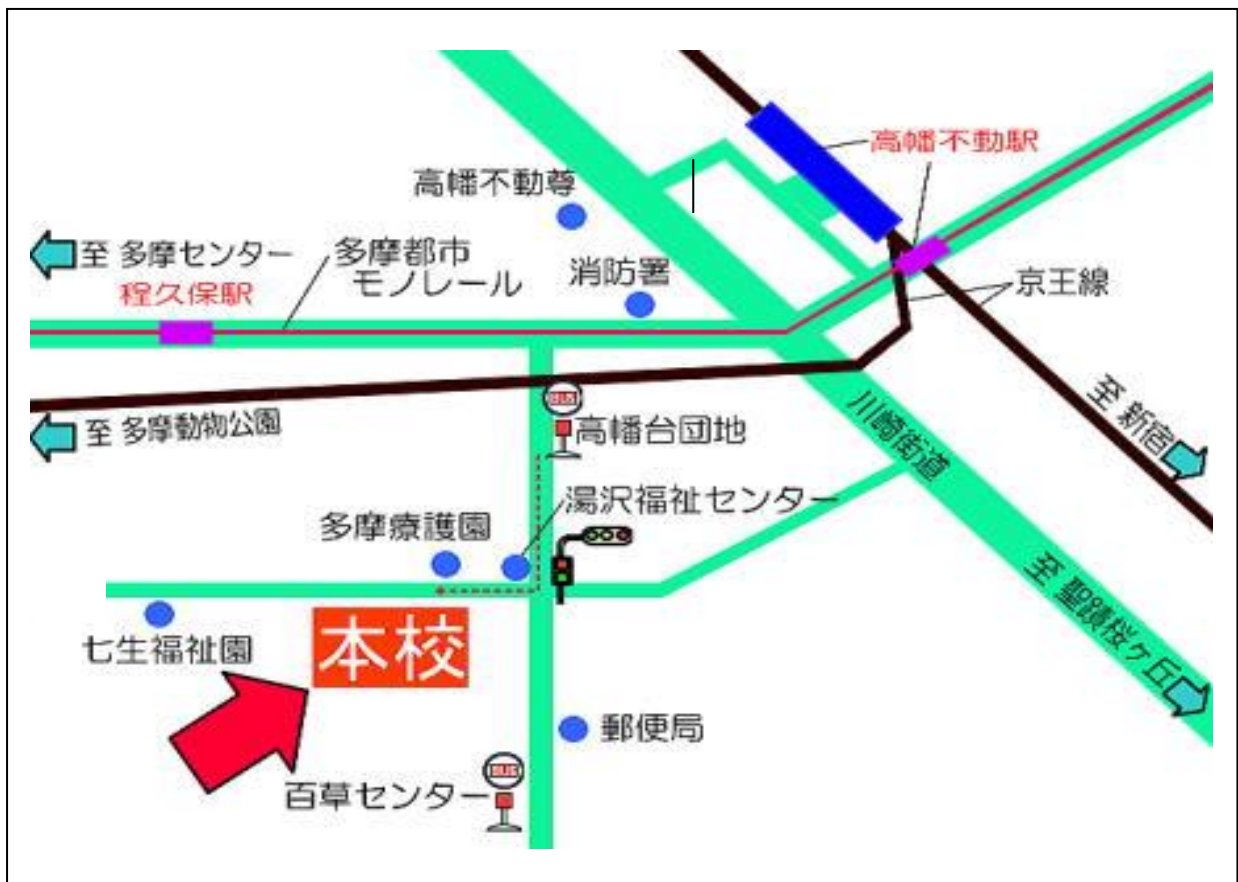 高幡不動駅
高幡不動尊
至 多摩センター
多摩都市
モノレール
程久保駅
消防署
京王線
至 新宿
至 多摩動物公園
BUS
高幡台団地
川崎街道
湯沢福祉センター
多摩療護園
至 聖蹟桜ヶ丘
七生福祉園
本校
郵便局
BUS
百草センター